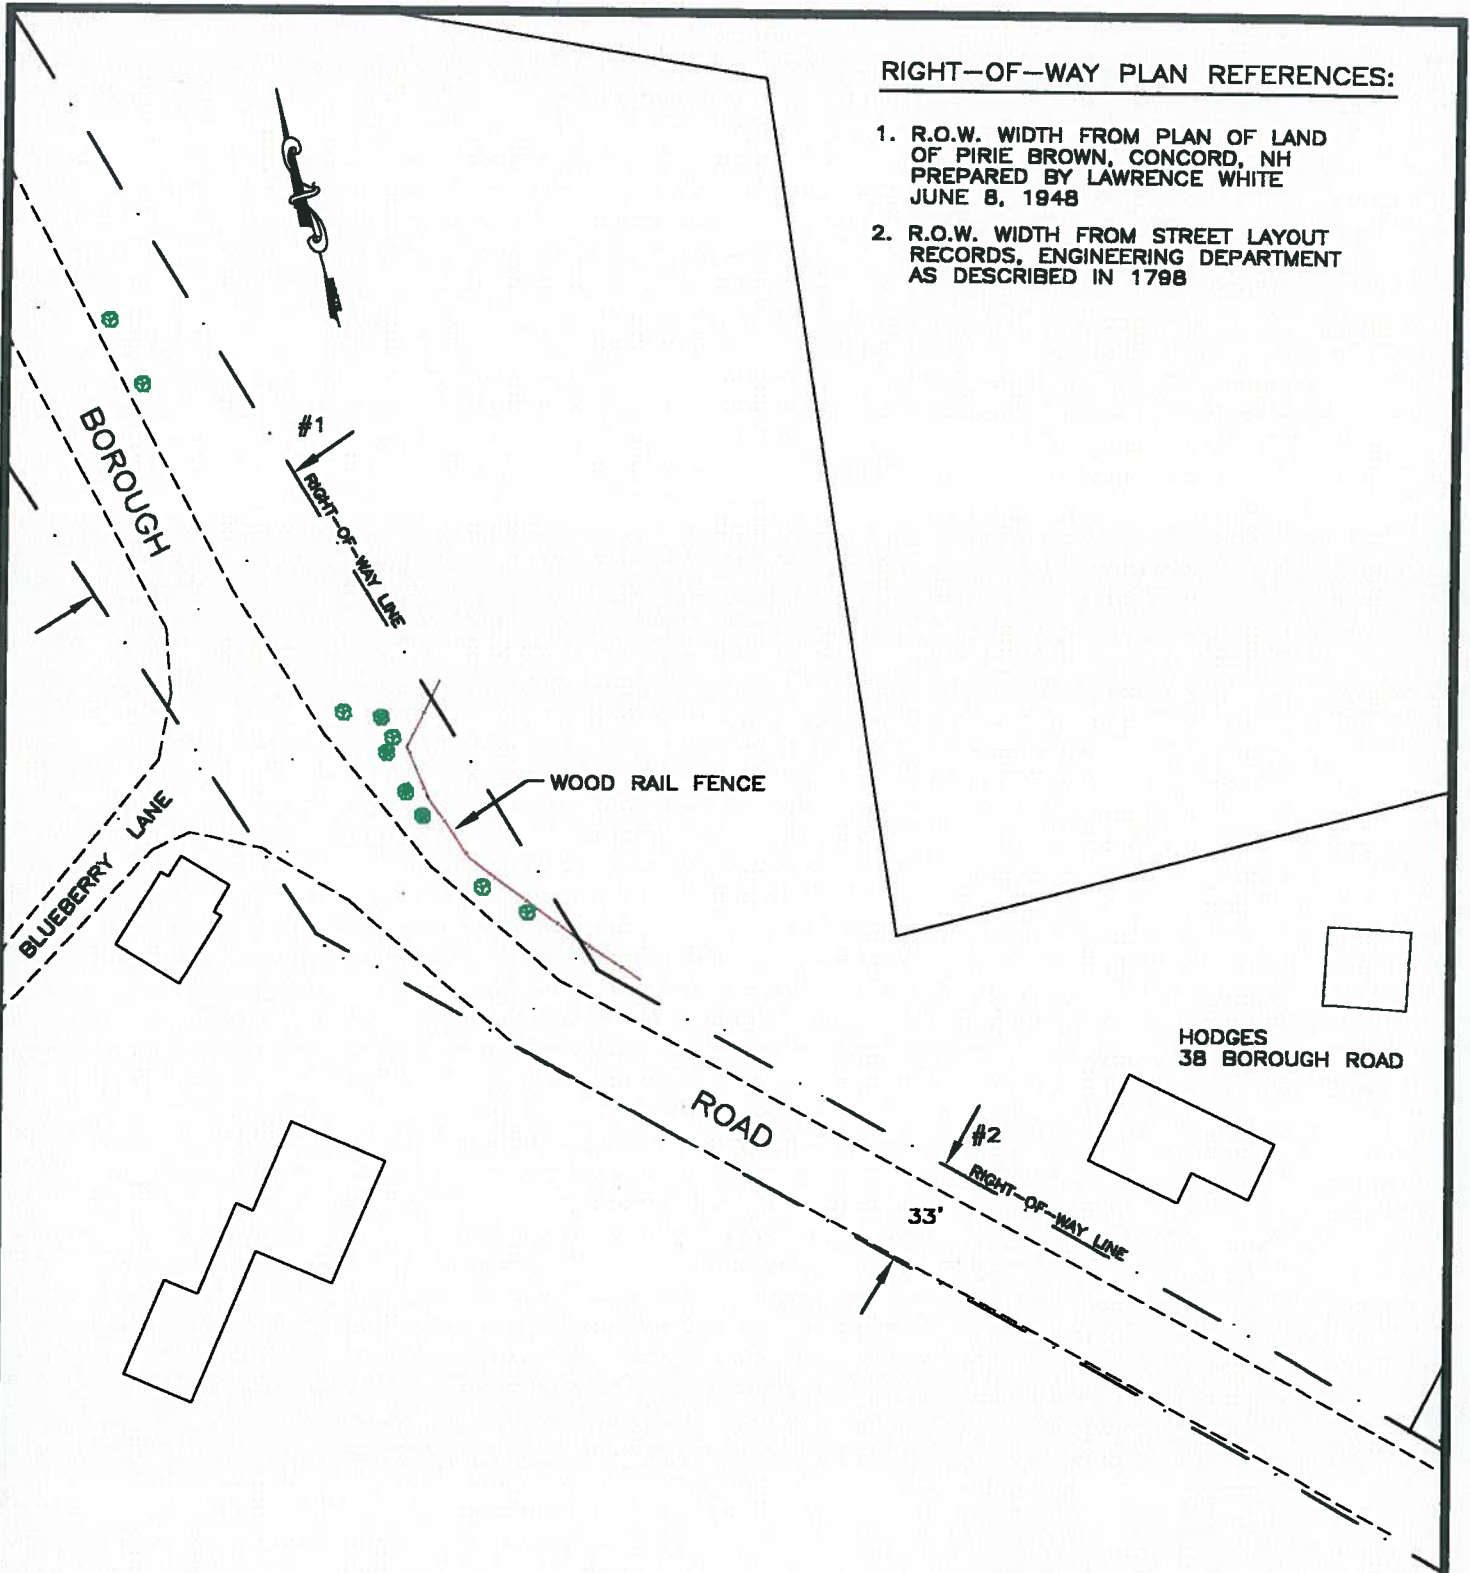 RIGHT-OF-WAY PLAN REFERENCES:
1. R.O.W. WIDTH FROM PLAN OF LAND
OF PIRIE BROWN, CONCORD, NH
PREPARED BY LAWRENCE WHITE
JUNE 8, 1948
2. R.O.W. WIDTH FROM STREET LAYOUT
RECORDS, ENGINEERING DEPARTMENT
AS DESCRIBED IN 1798
BOROUGH
#1
RIGHT-OF-WAY LINE
WOOD RAIL FENCE
BLUEBERRY LANE
HODGES
38 BOROUGH ROAD
ROAD
#2
RIGHT-OF-WAY LINE
33'